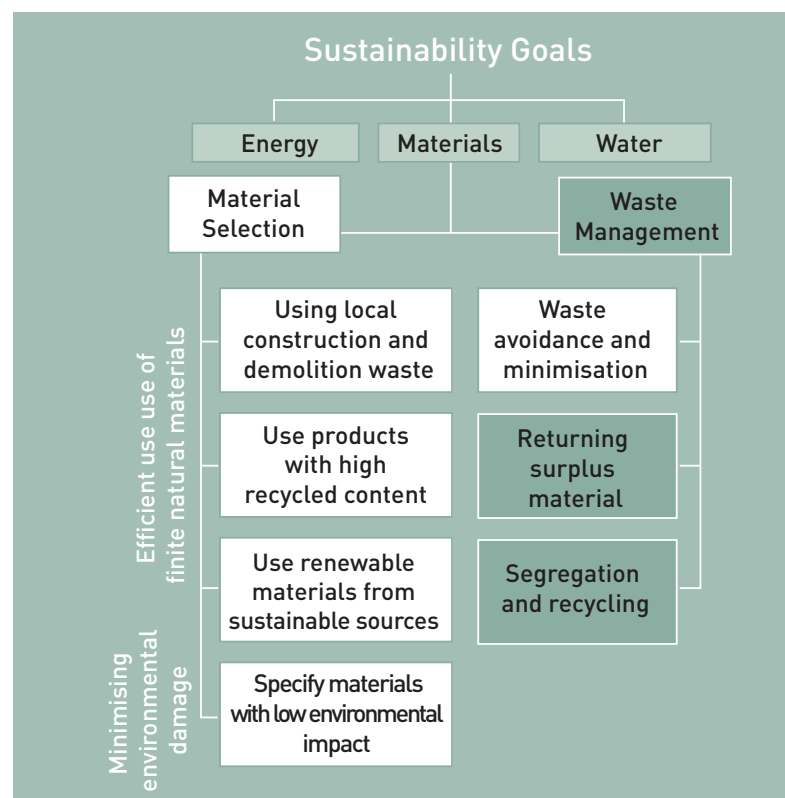 Sustainability Goals
Energy
Materials
Water
Material
Selection
Waste
Management
Efficient use use of
finite natural materials
Using local
construction and
demolition waste
Waste
avoidance and
minimisation
Use products
with high
recycled content
Returning
surplus
material
Use renewable
materials from
sustainable sources
Segregation
and recycling
Minimising
environmental
damage
Specify materials
with low environmental
impact